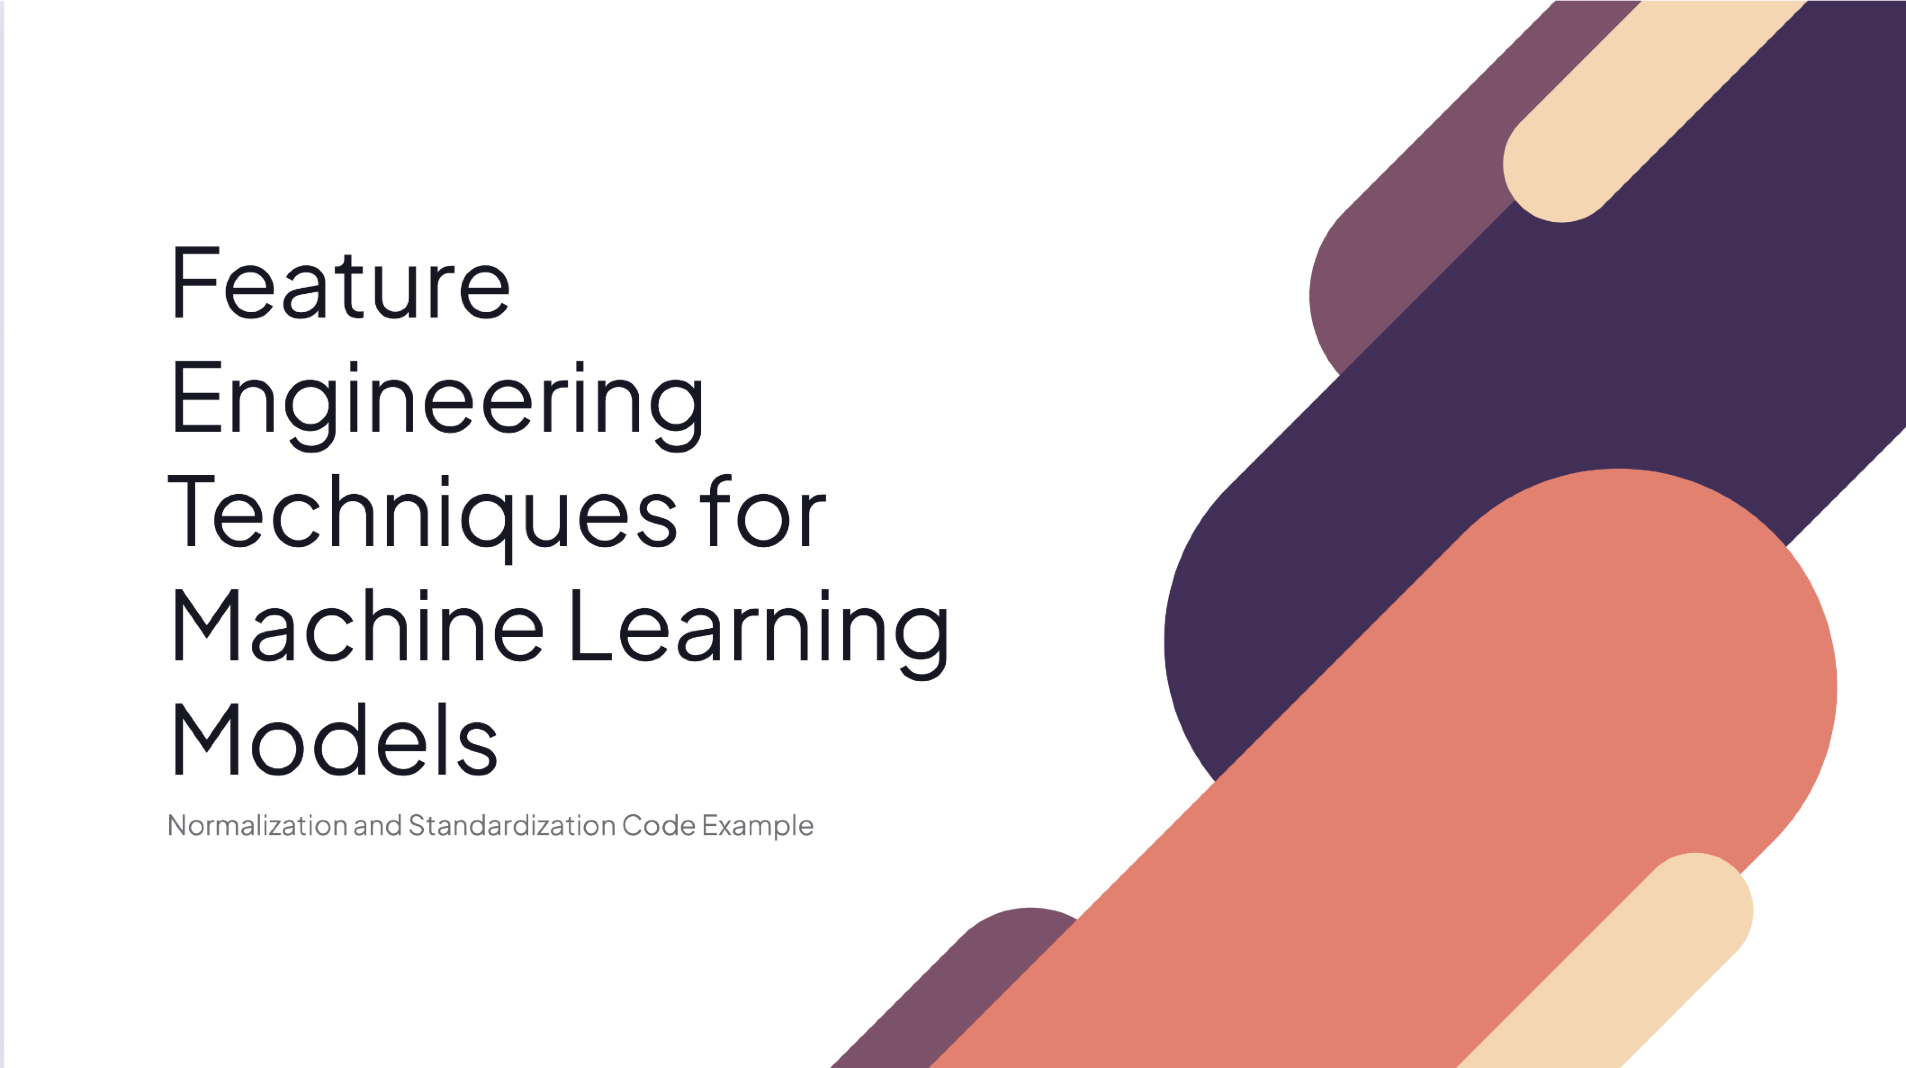 Feature
Engineering
Techniques for
Machine Learning
Models
Normalization and Standardization Code Example